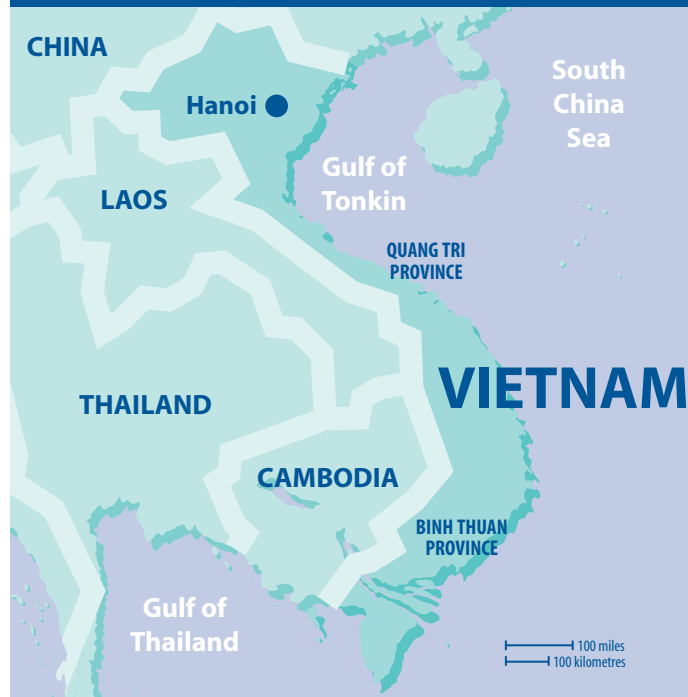 CHINA
South
China
Sea
Hanoi
Gulf of
Tonkin
LAOS
QUANG TRI
PROVINCE
VIETNAM
THAILAND
CAMBODIA
BINH THUAN
PROVINCE
Gulf of
Thailand
100 miles
100 kilometres